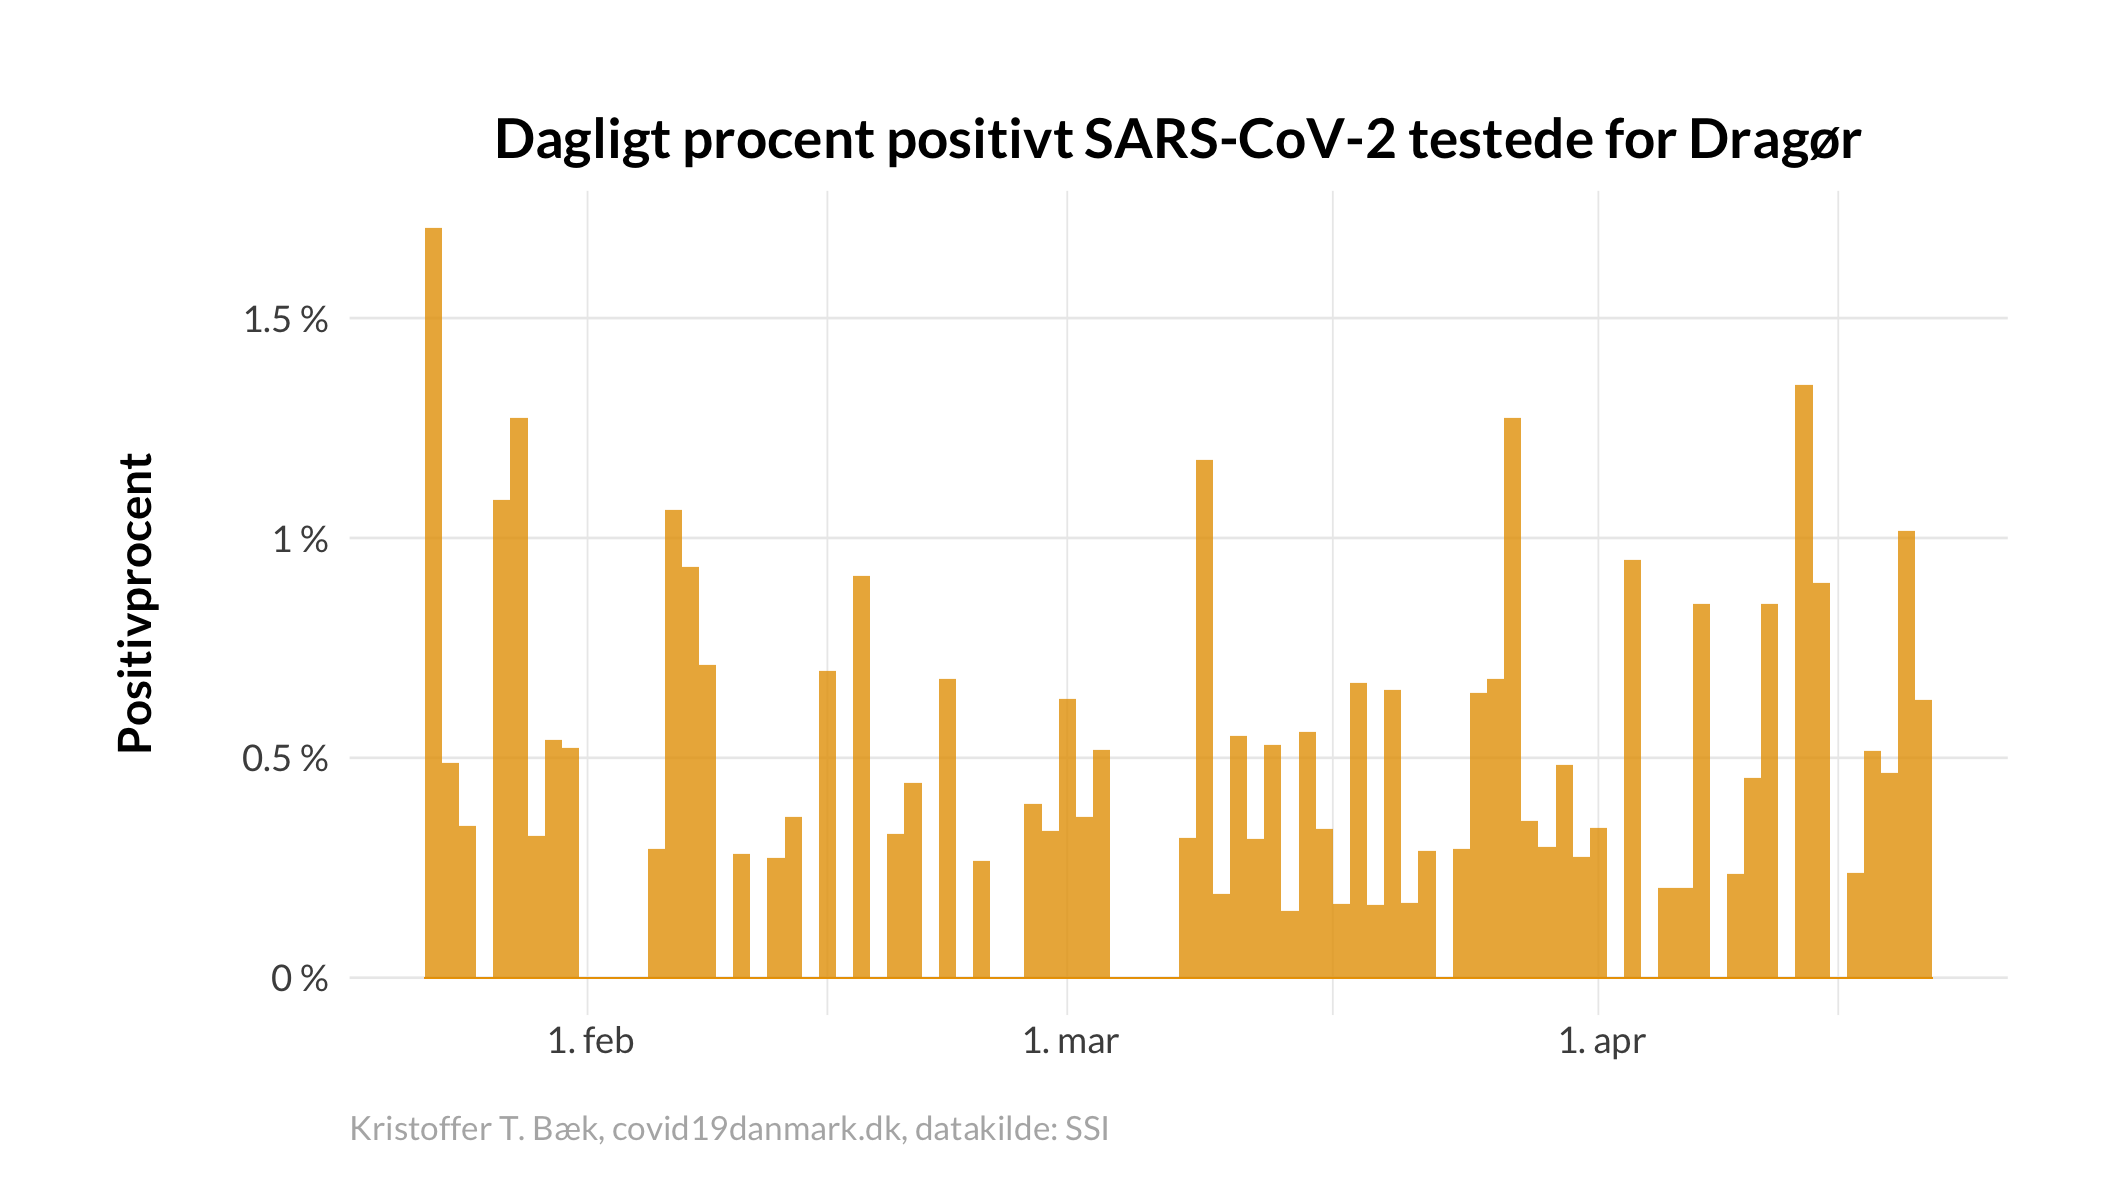 Dagligt procent positivt SARS-CoV-2 testede for Dragør
Positivprocent
1.5 %
1 %
0.5 %
0 %
1. feb
1. mar
1. apr
Kristoffer T. Bæk, covid19danmark.dk, datakilde: SSI